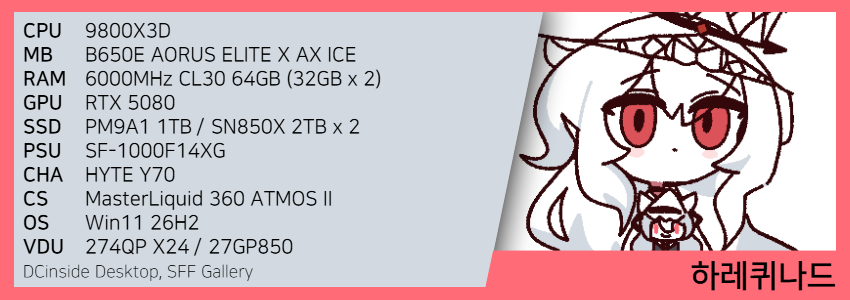 CPU 9800X3D
MB B650E AORUS ELITE X AX ICE
RAM 6000MHz CL30 64GB (32GB x 2)
GPU RTX 5080
SSD PM9A1 1TB / SN850X 2TB x 2
PSU SF-1000F14XG
CHA HYTE Y70
CS MasterLiquid 360 ATMOS II
OS Win11 26H2
VDU 274QP X24 / 27GP850
DCinside Desktop, SFF Gallery
하레퀴나드